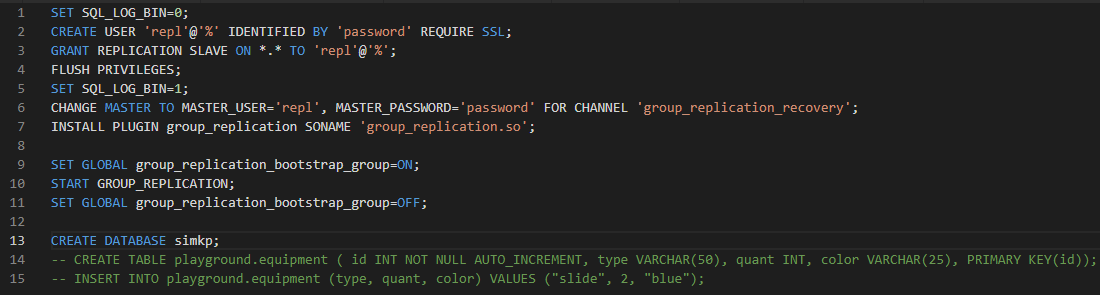 1 SET SQL_LOG_BIN=0;
2 CREATE USER 'repl'@'%' IDENTIFIED BY 'password' REQUIRE SSL;
3 GRANT REPLICATION SLAVE ON *.* TO 'repl'@'%';
4 FLUSH PRIVILEGES;
5 SET SQL_LOG_BIN=1;
6 CHANGE MASTER TO MASTER_USER='repl', MASTER_PASSWORD='password' FOR CHANNEL 'group_replication_recovery';
7 INSTALL PLUGIN group_replication SONAME 'group_replication.so';
8
9 SET GLOBAL group_replication_bootstrap_group=ON;
10 START GROUP_REPLICATION;
11 SET GLOBAL group_replication_bootstrap_group=OFF;
12
13 CREATE DATABASE simkp;
14 -- CREATE TABLE playground.equipment ( id INT NOT NULL AUTO_INCREMENT, type VARCHAR(50), quant INT, color VARCHAR(25), PRIMARY KEY(id));
15 -- INSERT INTO playground.equipment (type, quant, color) VALUES ("slide", 2, "blue");